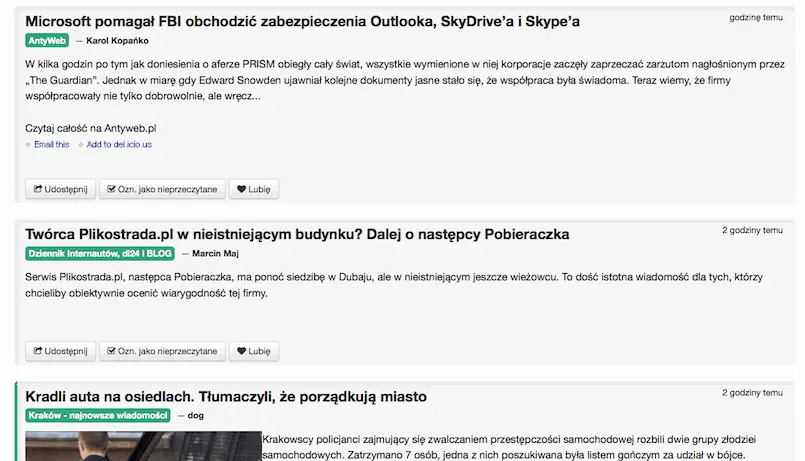 Microsoft pomagał FBI obchodzić zabezpieczenia Outlooka, SkyDrive'a i Skype'a
godzinę temu
AntyWeb — Karol Kopańko
W kilka godzin po tym jak doniesienia o aferze PRISM obiegły cały świat, wszystkie wymienione w niej korporacje zaczęły zaprzeczać zarzutom nagłośnionym przez
„The Guardian”. Jednak w miarę gdy Edward Snowden ujawniał kolejne dokumenty jasne stało się, że współpraca była świadoma. Teraz wiemy, że firmy
współpracowały nie tylko dobrowolnie, ale wręcz...
Czytaj całość na Antyweb.pl
Email this Add to del.icio.us
Udostępnij Ozn. jako nieprzeczytane Lubię
Twórca Plikostrada.pl w nieistniejącym budynku? Dalej o następcy Pobieraczka
2 godziny temu
Dziennik Internautów, di24 i BLOG — Marcin Maj
Serwis Plikostrada.pl, następca Pobieraczka, ma ponoć siedzibę w Dubaju, ale w nieistniejącym jeszcze wieżowcu. To dość istotna wiadomość dla tych, którzy
chcieliby obiektywnie ocenić wiarygodność tej firmy.
Udostępnij Ozn. jako nieprzeczytane Lubię
Kradli auta na osiedlach. Tłumaczyli, że porządkują miasto
2 godziny temu
Kraków - najnowsze wiadomości — dog
Krakowscy policjanci zajmujący się zwalczaniem przestępczości samochodowej rozbili dwie grupy złodziei
samochodowych. Zatrzymano 7 osób, jedna z nich poszukiwana była listem gończym za udział w bójce.